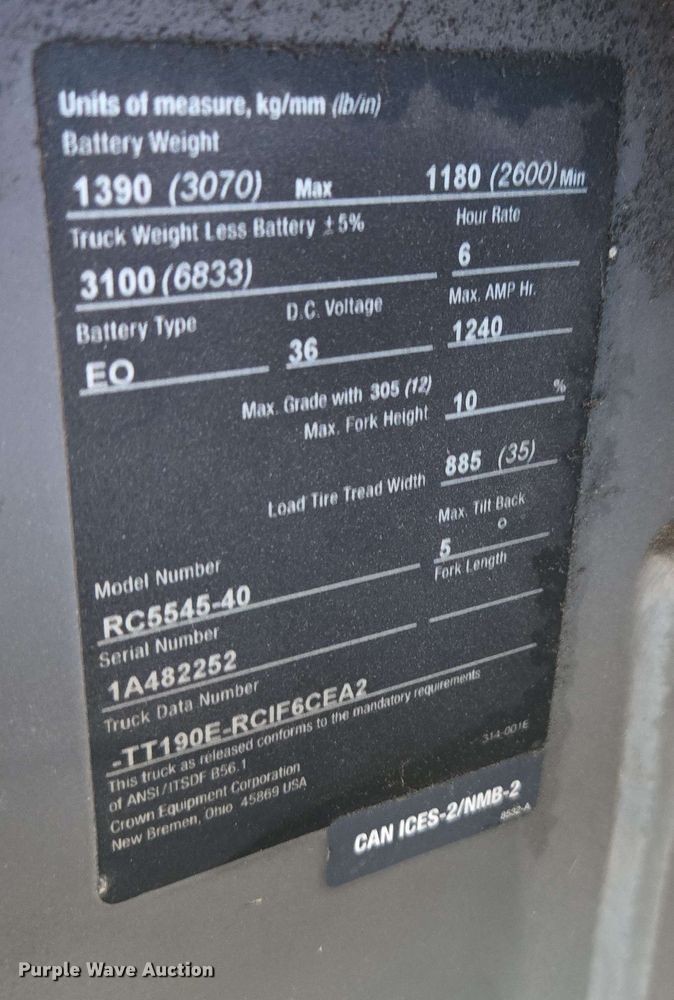 Units of measure, kg/mm (lb/in)
Battery Weight
1390 (3070) Max 1180 (2600) Min
Truck Weight Less Battery ±5% Hour Rate
3100 (6833) 6
Battery Type D.C. Voltage Max. AMP Hr.
EO 36 1240
Max. Grade with 305 (12)
Max. Fork Height 10 %
Load Tire Tread Width 885 (35)
Max. Tilt Back
5 °
Model Number Fork Length
RC5545-40
Serial Number
1A482252
Truck Data Number
-TT190E-RCIF6CEA2
This truck as released conforms to the mandatory requirements
of ANSI/ITSDF B56.1
Crown Equipment Corporation 314-001E
New Bremen, Ohio 45869 USA
CAN ICES-2/NMB-2
8532-A
Purple Wave Auction